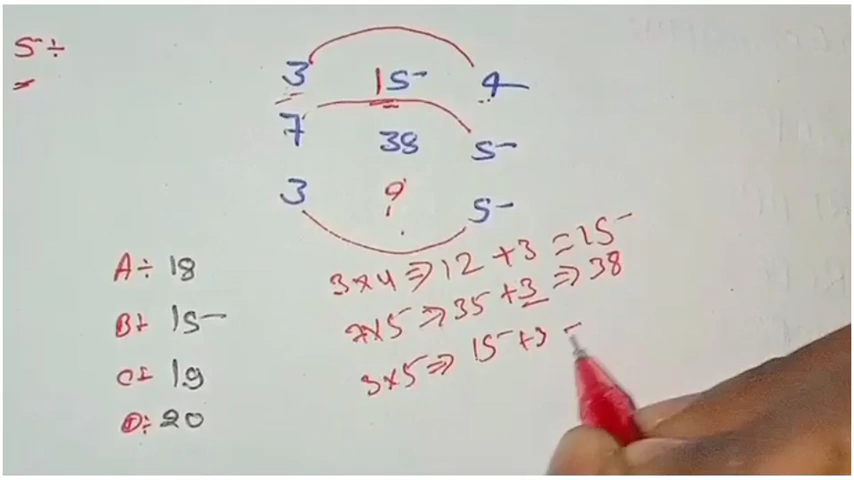 5÷
3 15 4
7 38 5
3 ? 5
A÷ 18
B÷ 15
C÷ 19
D÷ 20
3×4 ⇒ 12 + 3 = 15
7×5 ⇒ 35 + 3 ⇒ 38
3×5 ⇒ 15 + 3 =